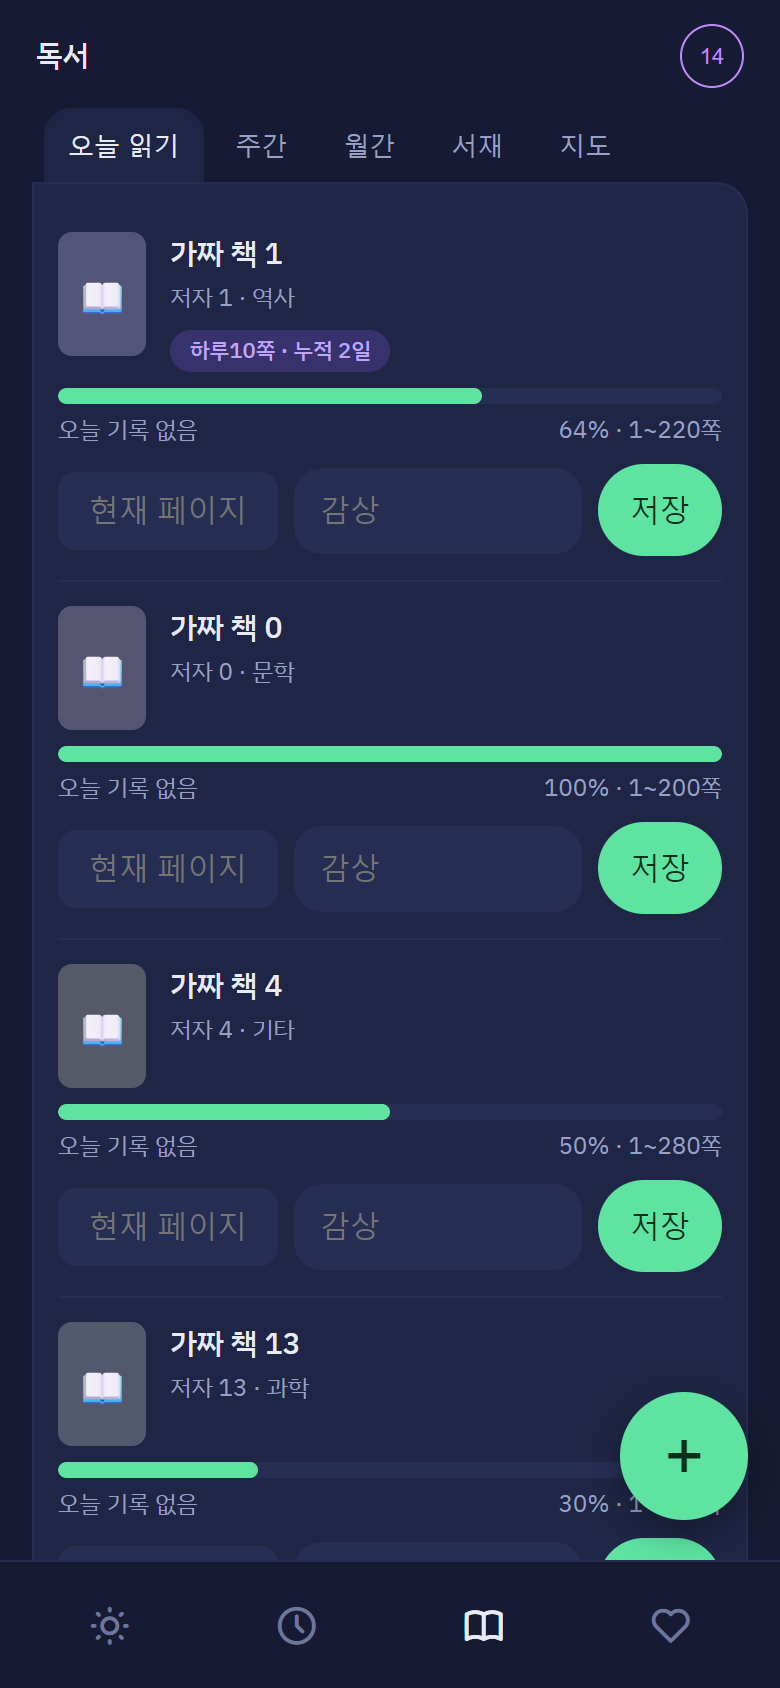 독서
14
오늘 읽기 주간 월간 서재 지도
가짜 책 1
저자 1 · 역사
하루10쪽 · 누적 2일
오늘 기록 없음 64% · 1~220쪽
현재 페이지 감상 저장
가짜 책 0
저자 0 · 문학
오늘 기록 없음 100% · 1~200쪽
현재 페이지 감상 저장
가짜 책 4
저자 4 · 기타
오늘 기록 없음 50% · 1~280쪽
현재 페이지 감상 저장
가짜 책 13
저자 13 · 과학
오늘 기록 없음 30% ·